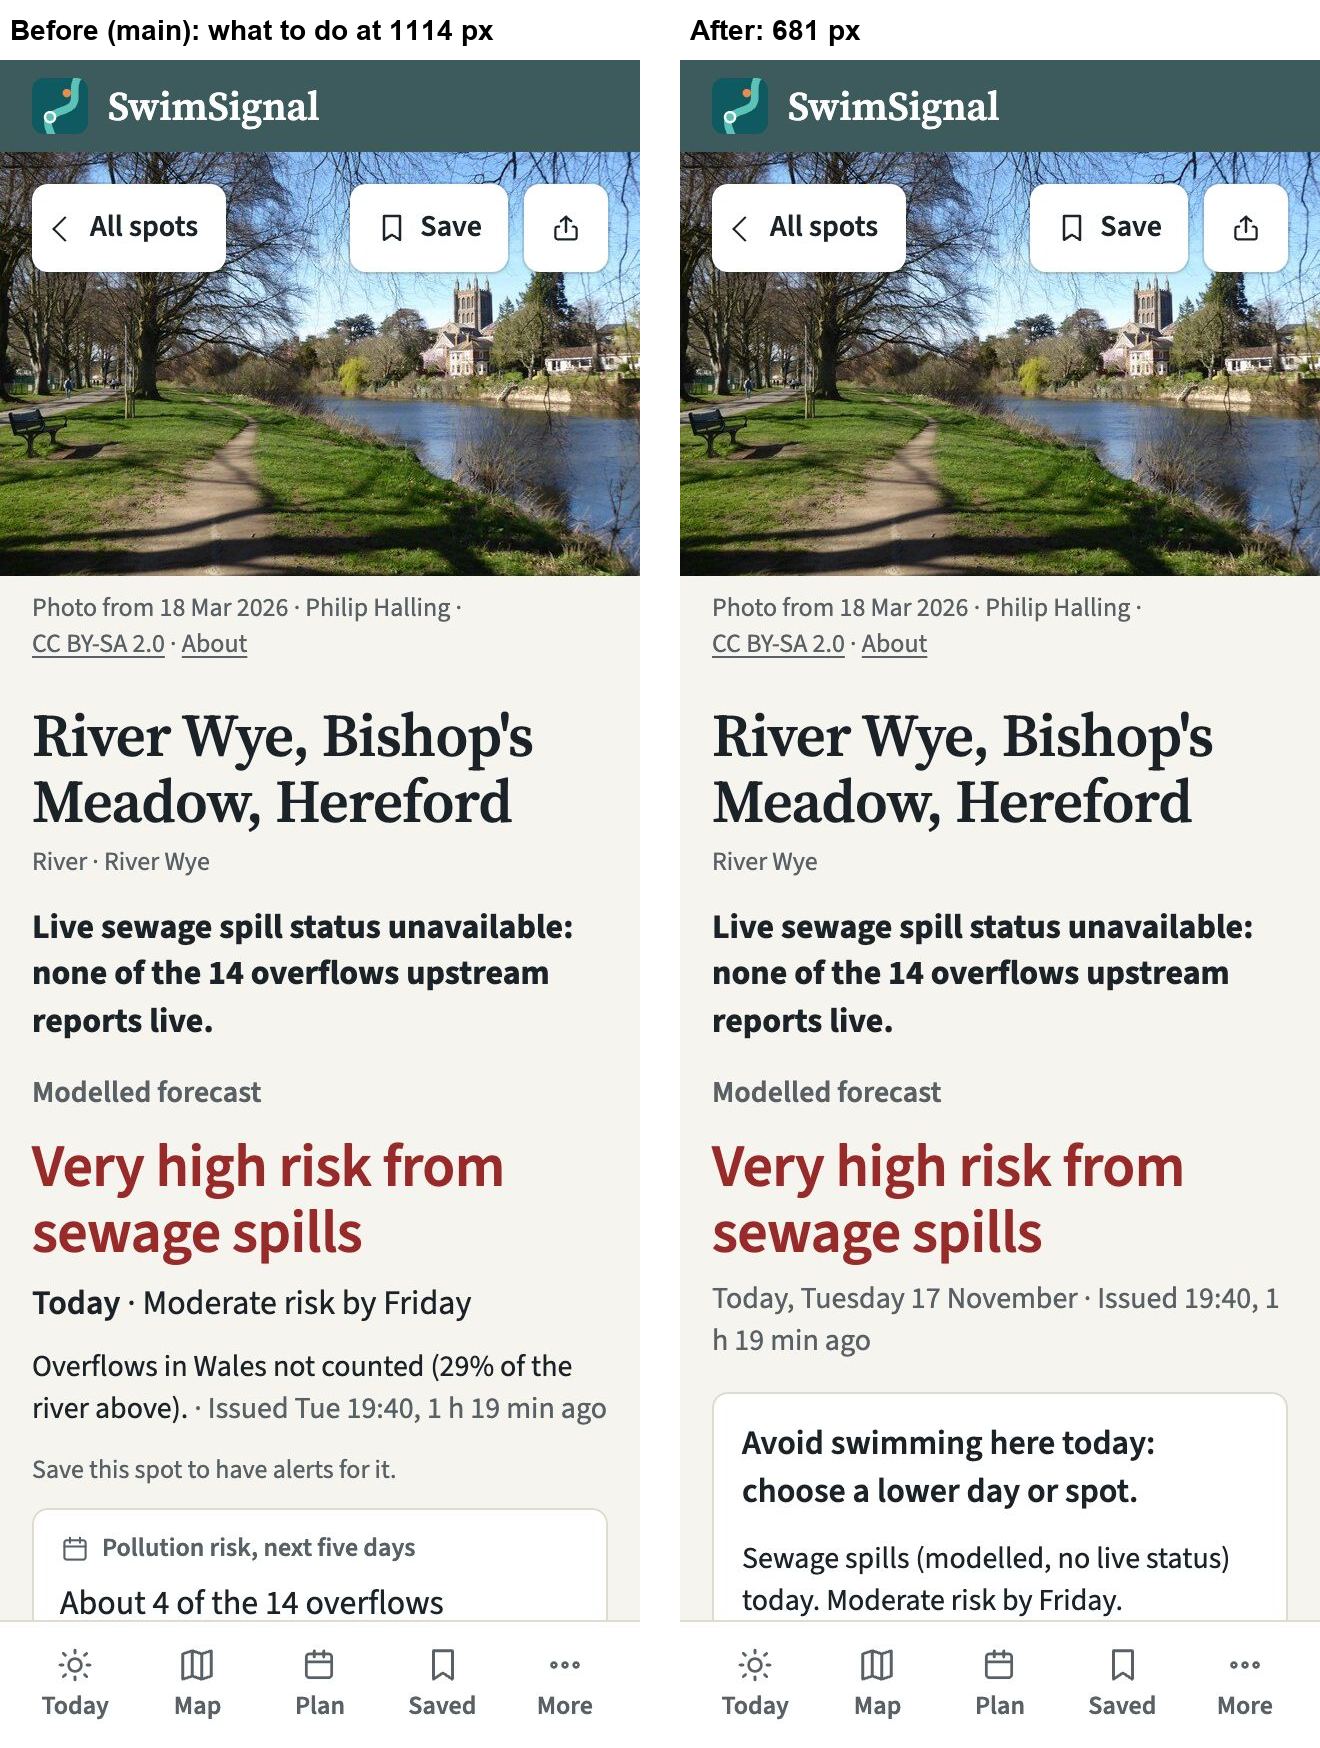 Before (main): what to do at 1114 px
SwimSignal
All spots
Save
Photo from 18 Mar 2026 · Philip Halling ·
CC BY-SA 2.0 · About
River Wye, Bishop's
Meadow, Hereford
River · River Wye
Live sewage spill status unavailable:
none of the 14 overflows upstream
reports live.
Modelled forecast
Very high risk from
sewage spills
Today · Moderate risk by Friday
Overflows in Wales not counted (29% of the
river above). · Issued Tue 19:40, 1 h 19 min ago
Save this spot to have alerts for it.
Pollution risk, next five days
About 4 of the 14 overflows
Today
Map
Plan
Saved
More
After: 681 px
SwimSignal
All spots
Save
Photo from 18 Mar 2026 · Philip Halling ·
CC BY-SA 2.0 · About
River Wye, Bishop's
Meadow, Hereford
River Wye
Live sewage spill status unavailable:
none of the 14 overflows upstream
reports live.
Modelled forecast
Very high risk from
sewage spills
Today, Tuesday 17 November · Issued 19:40, 1
h 19 min ago
Avoid swimming here today:
choose a lower day or spot.
Sewage spills (modelled, no live status)
today. Moderate risk by Friday.
Today
Map
Plan
Saved
More